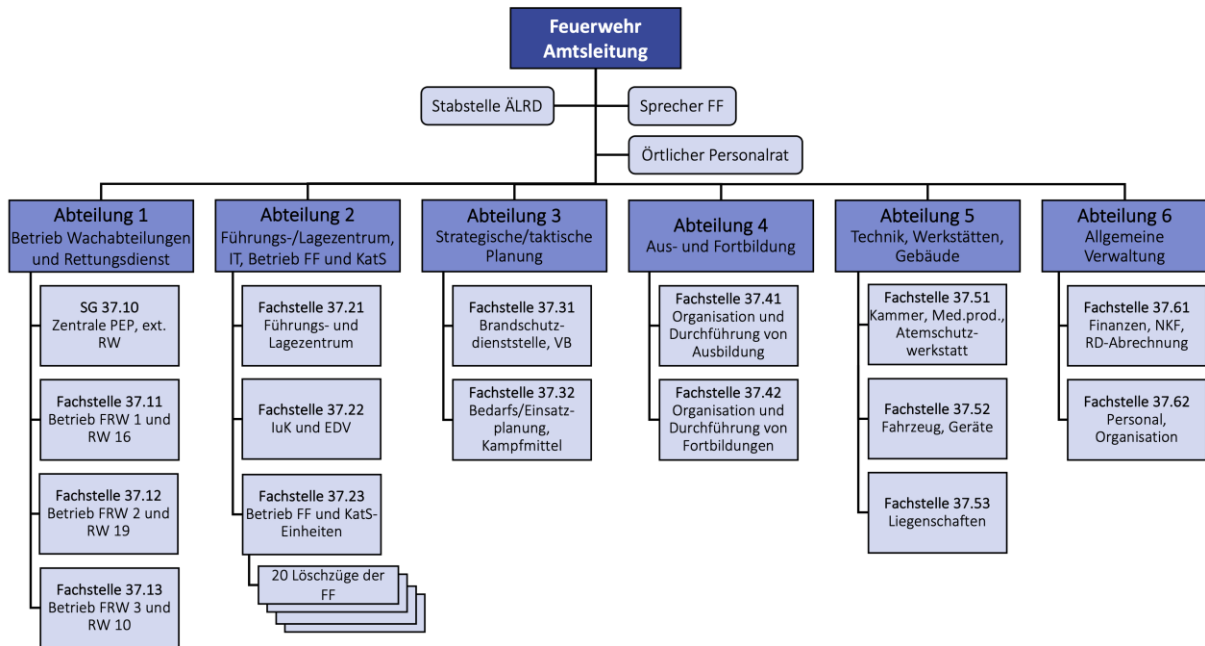 Feuerwehr
Amtsleitung
Stabstelle ÄLRD
Sprecher FF
Örtlicher Personalrat
Abteilung 1
Betrieb Wachabteilungen
und Rettungsdienst
SG 37.10
Zentrale PEP, ext.
RW
Fachstelle 37.11
Betrieb FRW 1 und
RW 16
Fachstelle 37.12
Betrieb FRW 2 und
RW 19
Fachstelle 37.13
Betrieb FRW 3 und
RW 10
Abteilung 2
Führungs-/Lagezentrum,
IT, Betrieb FF und KatS
Fachstelle 37.21
Führungs- und
Lagezentrum
Fachstelle 37.22
IuK und EDV
Fachstelle 37.23
Betrieb FF und KatS-
Einheiten
20 Löschzüge der
FF
Abteilung 3
Strategische/taktische
Planung
Fachstelle 37.31
Brandschutz-
dienststelle, VB
Fachstelle 37.32
Bedarfs/Einsatz
planung,
Kampfmittel
Abteilung 4
Aus- und Fortbildung
Fachstelle 37.41
Organisation und
Durchführung von
Ausbildung
Fachstelle 37.42
Organisation und
Durchführung von
Fortbildungen
Abteilung 5
Technik, Werkstätten,
Gebäude
Fachstelle 37.51
Kammer, Med.prod.,
Atemschutz-
werkstatt
Fachstelle 37.52
Fahrzeug, Geräte
Fachstelle 37.53
Liegenschaften
Abteilung 6
Allgemeine
Verwaltung
Fachstelle 37.61
Finanzen, NKF,
RD-Abrechnung
Fachstelle 37.62
Personal,
Organisation